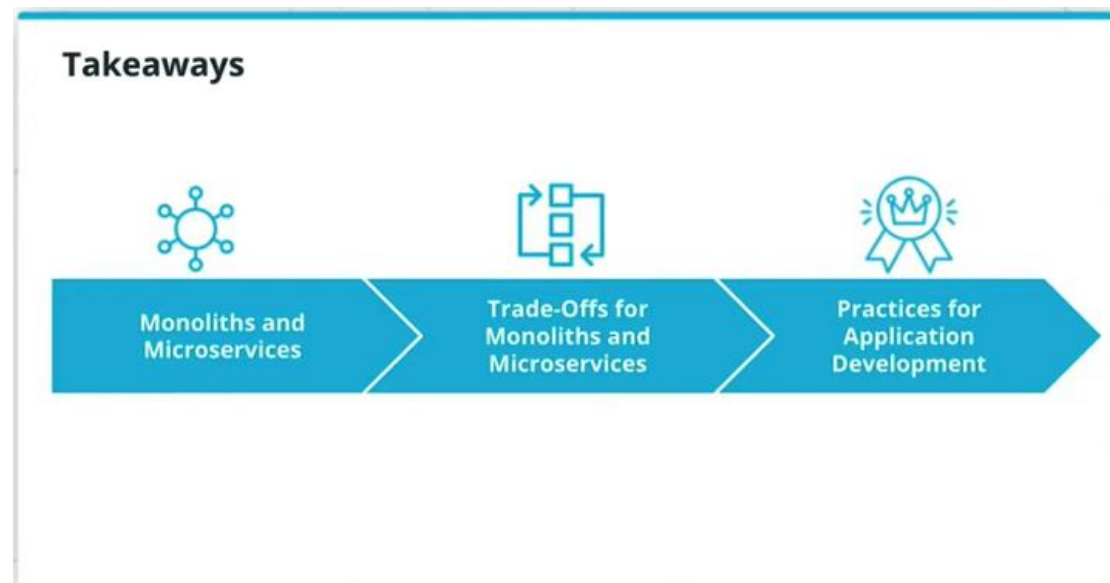 Takeaways
Monoliths and
Microservices
Trade-Offs for
Monoliths and
Microservices
Practices for
Application
Development